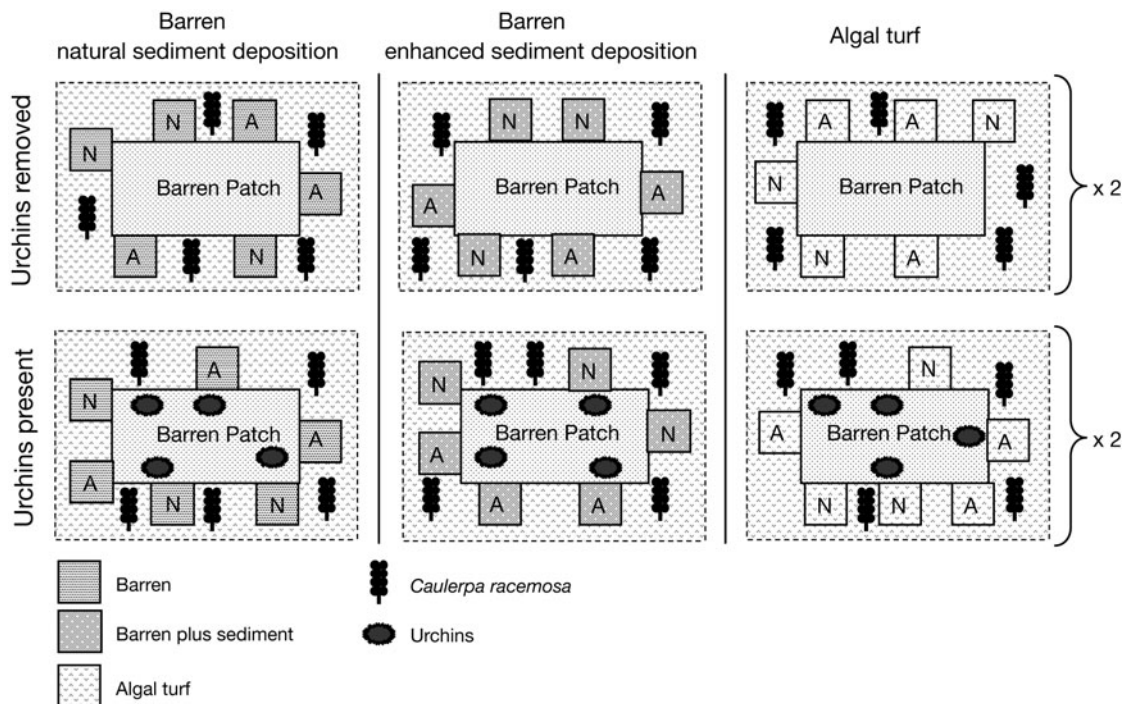 Barren
natural sediment deposition
Barren
enhanced sediment deposition
Algal turf
Urchins removed
N A
N
Barren Patch
A
A N
N N
Barren Patch
A A
N A
A A N
N Barren Patch
N A
x 2
Urchins present
A
N
Barren Patch A
A
N N
N N
Barren Patch N
A
A A
N
A Barren Patch A
N N A
x 2
Barren
Barren plus sediment
Algal turf
Caulerpa racemosa
Urchins